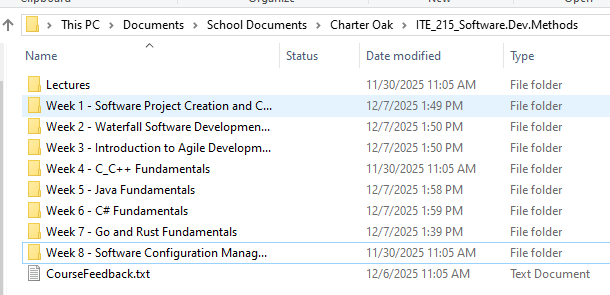 This PC > Documents > School Documents > Charter Oak > ITE_215_Software.Dev.Methods
Name Status Date modified Type
Lectures 11/30/2025 11:05 AM File folder
Week 1 - Software Project Creation and C... 12/7/2025 1:49 PM File folder
Week 2 - Waterfall Software Developmen... 12/7/2025 1:50 PM File folder
Week 3 - Introduction to Agile Developm... 12/7/2025 1:50 PM File folder
Week 4 - C_C++ Fundamentals 11/30/2025 11:05 AM File folder
Week 5 - Java Fundamentals 12/7/2025 1:58 PM File folder
Week 6 - C# Fundamentals 12/7/2025 1:59 PM File folder
Week 7 - Go and Rust Fundamentals 12/7/2025 1:39 PM File folder
Week 8 - Software Configuration Manag... 11/30/2025 11:05 AM File folder
CourseFeedback.txt 12/6/2025 11:05 AM Text Document